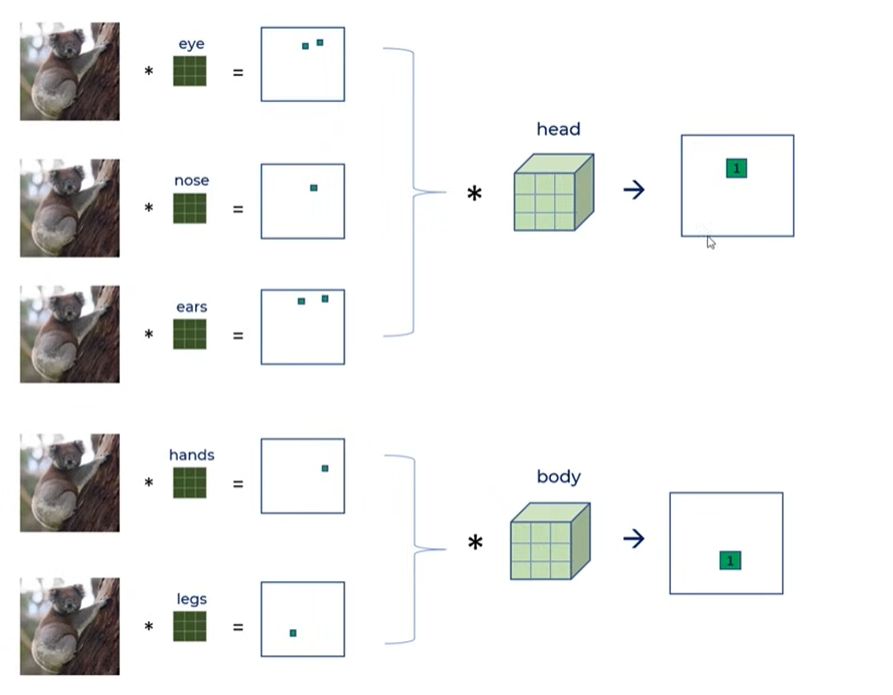 eye
* =
nose
* =
ears
* =
head
* → 1
hands
* =
legs
* =
body
* → 1